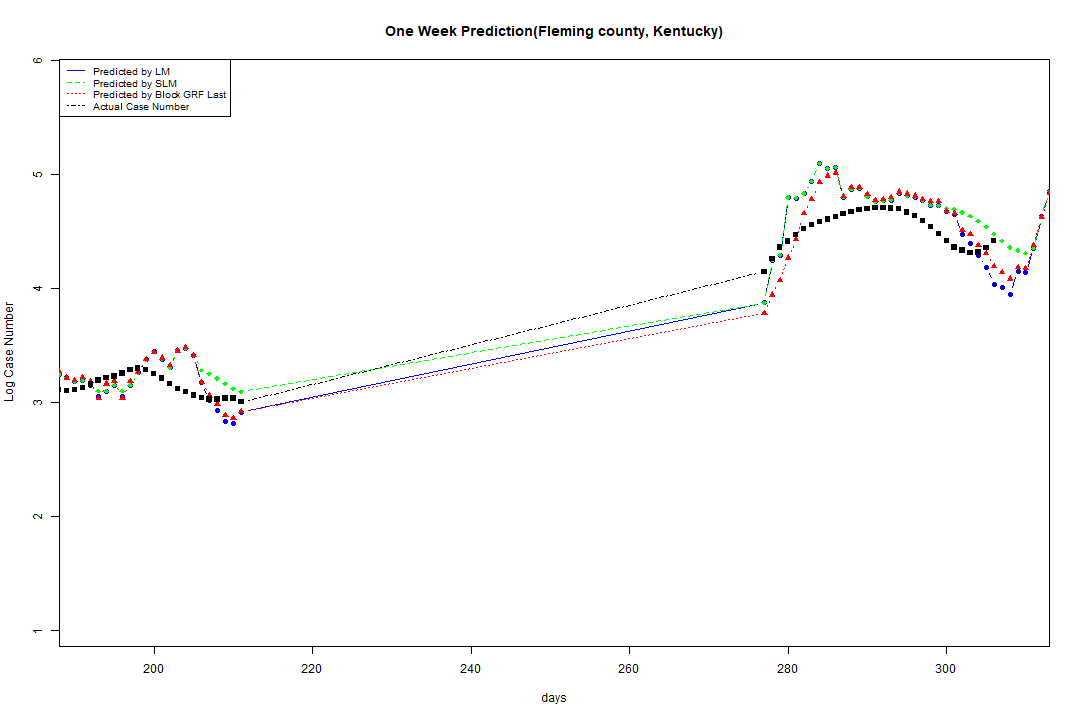 One Week Prediction(Fleming county, Kentucky)
6
Predicted by LM
Predicted by SLM
Predicted by Block GRF Last
Actual Case Number
5
4
3
2
1
Log Case Number
200
220
240
260
280
300
days